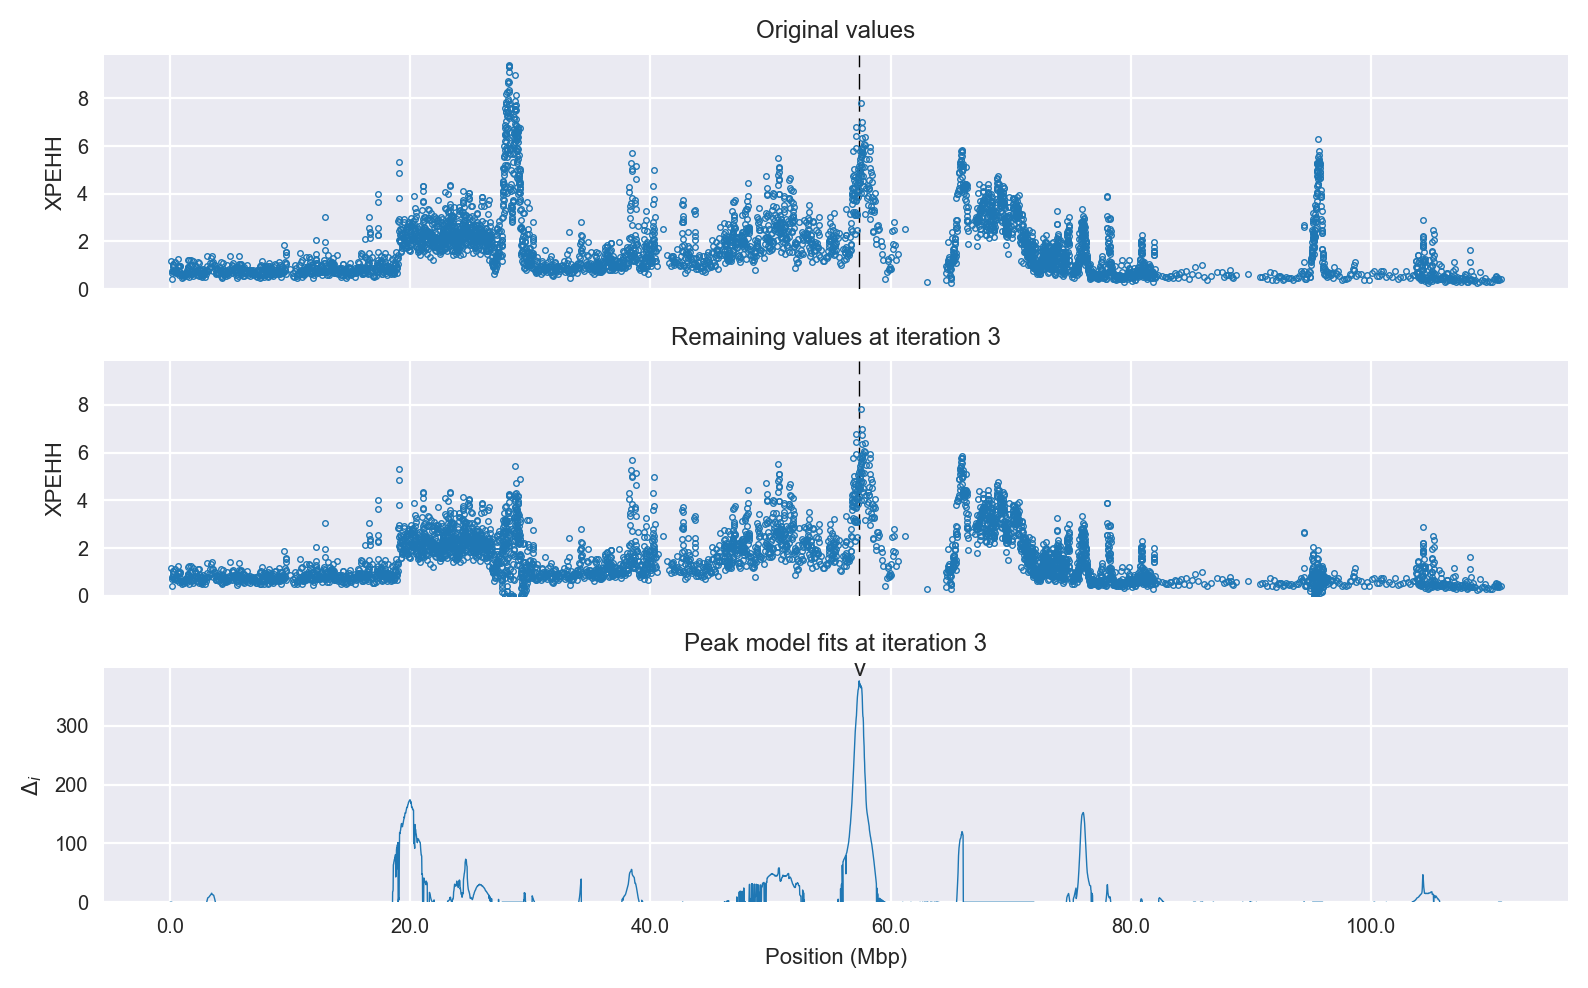 Original values
XPEHH
8
6
4
2
0
Remaining values at iteration 3
XPEHH
8
6
4
2
0
Peak model fits at iteration 3
v
Δi
300
200
100
0
0.0 20.0 40.0 60.0 80.0 100.0
Position (Mbp)